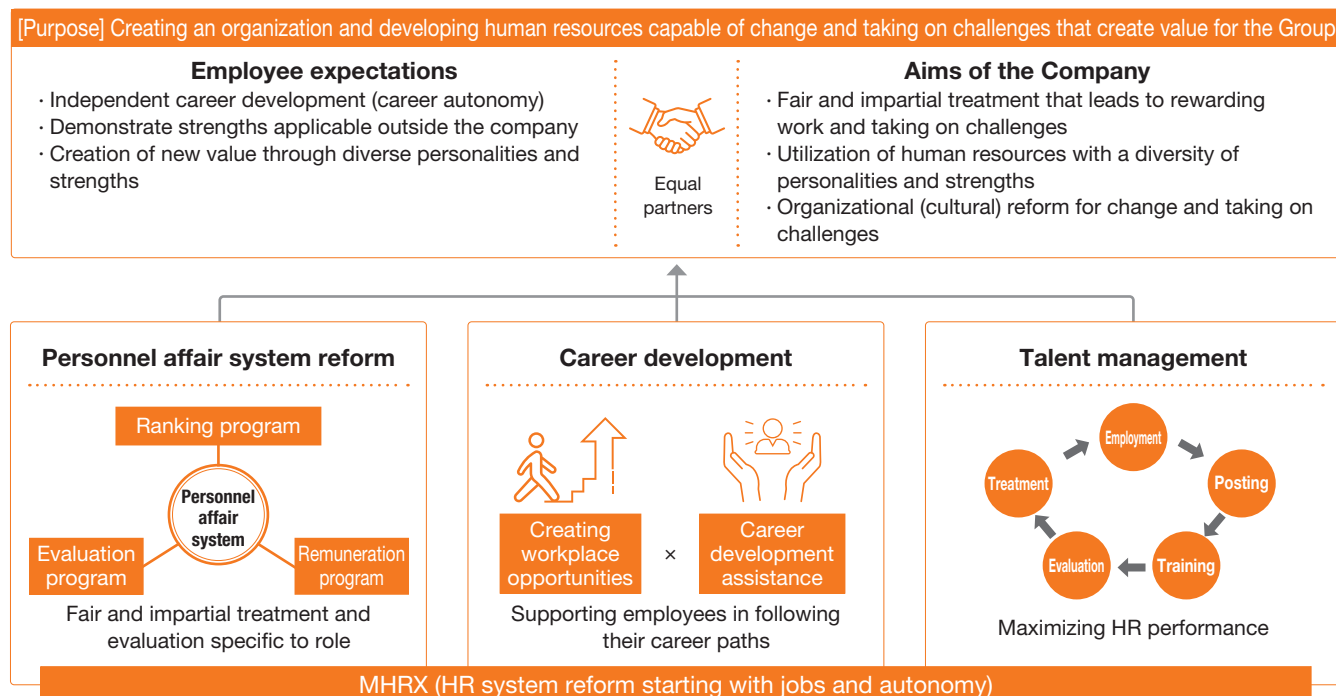 [Purpose] Creating an organization and developing human resources capable of change and taking on challenges that create value for the Group
Employee expectations
· Independent career development (career autonomy)
· Demonstrate strengths applicable outside the company
· Creation of new value through diverse personalities and
strengths
Equal
partners
Aims of the Company
· Fair and impartial treatment that leads to rewarding
work and taking on challenges
· Utilization of human resources with a diversity of
personalities and strengths
· Organizational (cultural) reform for change and taking on
challenges
Personnel affair system reform
Ranking program
Personnel
affair
system
Evaluation
program
Remuneration
program
Fair and impartial treatment and
evaluation specific to role
Career development
Creating
workplace
opportunities
×
Career
development
assistance
Supporting employees in following
their career paths
Talent management
Employment
Posting
Training
Evaluation
Treatment
Maximizing HR performance
MHRX (HR system reform starting with jobs and autonomy)